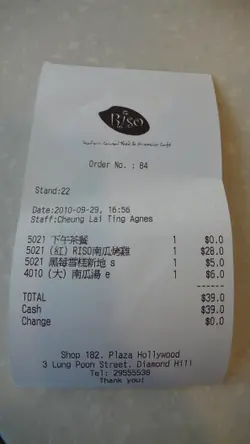 RISO
Order No. : 84
Stand:22
Date:2010-09-29, 16:56
Staff:Cheung Lai Ting Agnes
5021 下午茶餐 1 $0.0
5021 (紅) RISO南瓜燒雞 1 $28.0
5021 黑莓雪糕新地 s 1 $5.0
4010 (大) 南瓜湯 e 1 $6.0
TOTAL $39.0
Cash $39.0
Change $0.0
Shop 182. Plaza Hollywood
3 Lung Poon Street, Diamond Hill
Tel: 29555538
Thank you!